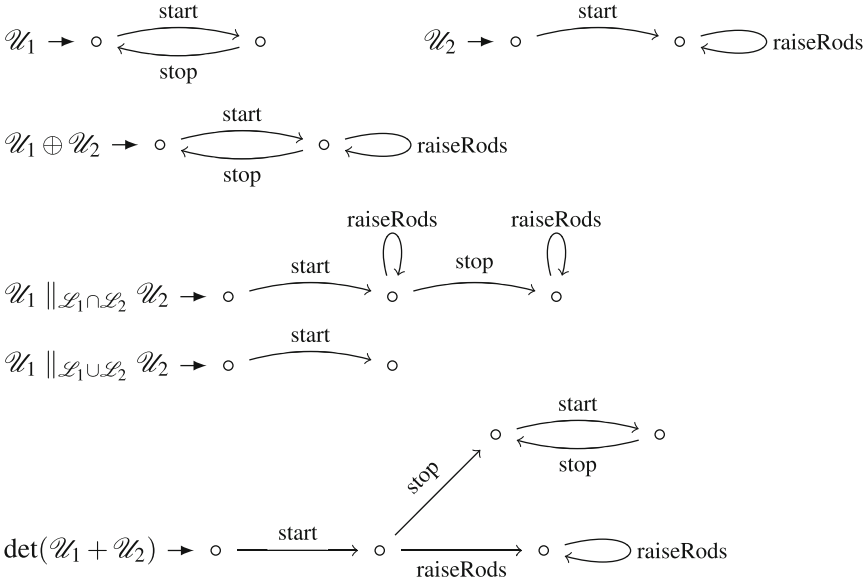 𝒰₁ start stop
𝒰₂ start raiseRods
𝒰₁ ⊕ 𝒰₂ start stop raiseRods
raiseRods raiseRods
𝒰₁ ∥ℒ₁∩ℒ₂ 𝒰₂ start stop
𝒰₁ ∥ℒ₁∪ℒ₂ 𝒰₂ start
start
stop
stop
det(𝒰₁ + 𝒰₂) start raiseRods raiseRods